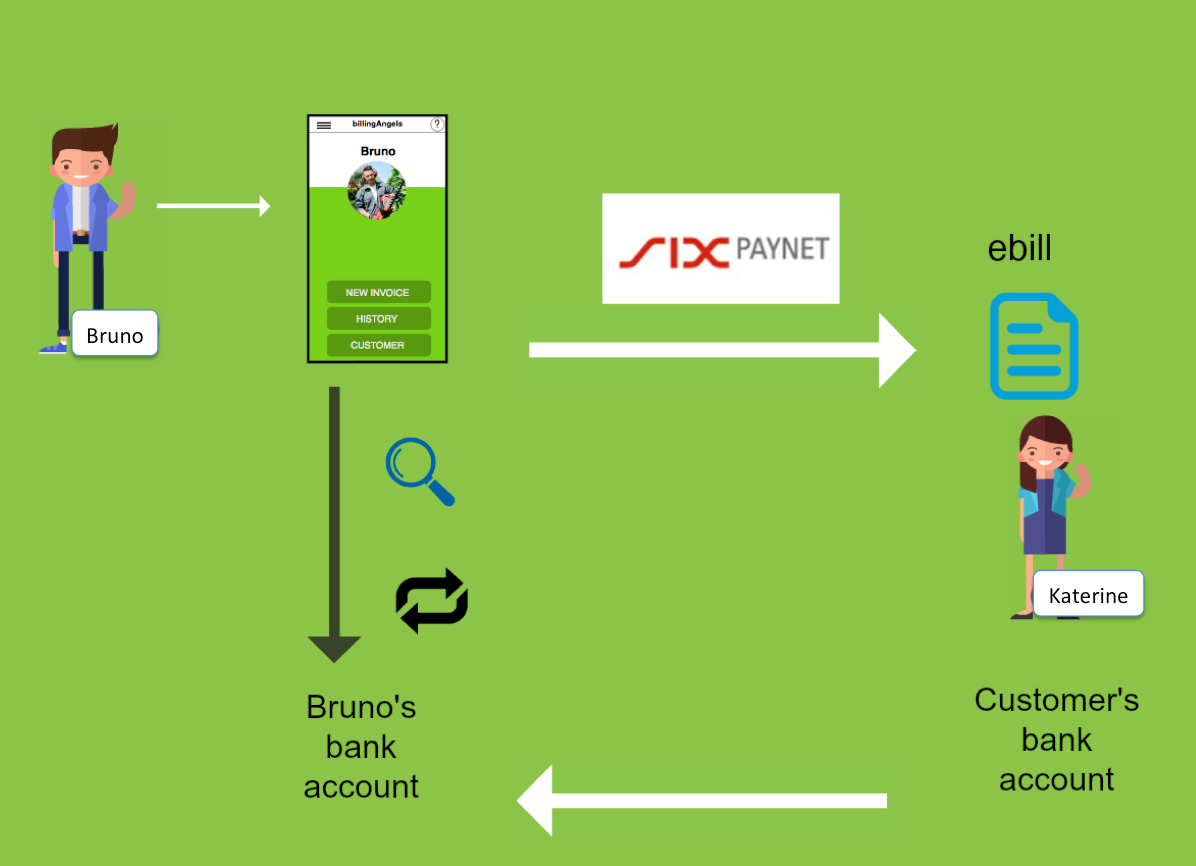 billingAngels
?
Bruno
NEW INVOICE
HISTORY
CUSTOMER
Bruno
SIX PAYNET
ebill
Katerine
Bruno's
bank
account
Customer's
bank
account